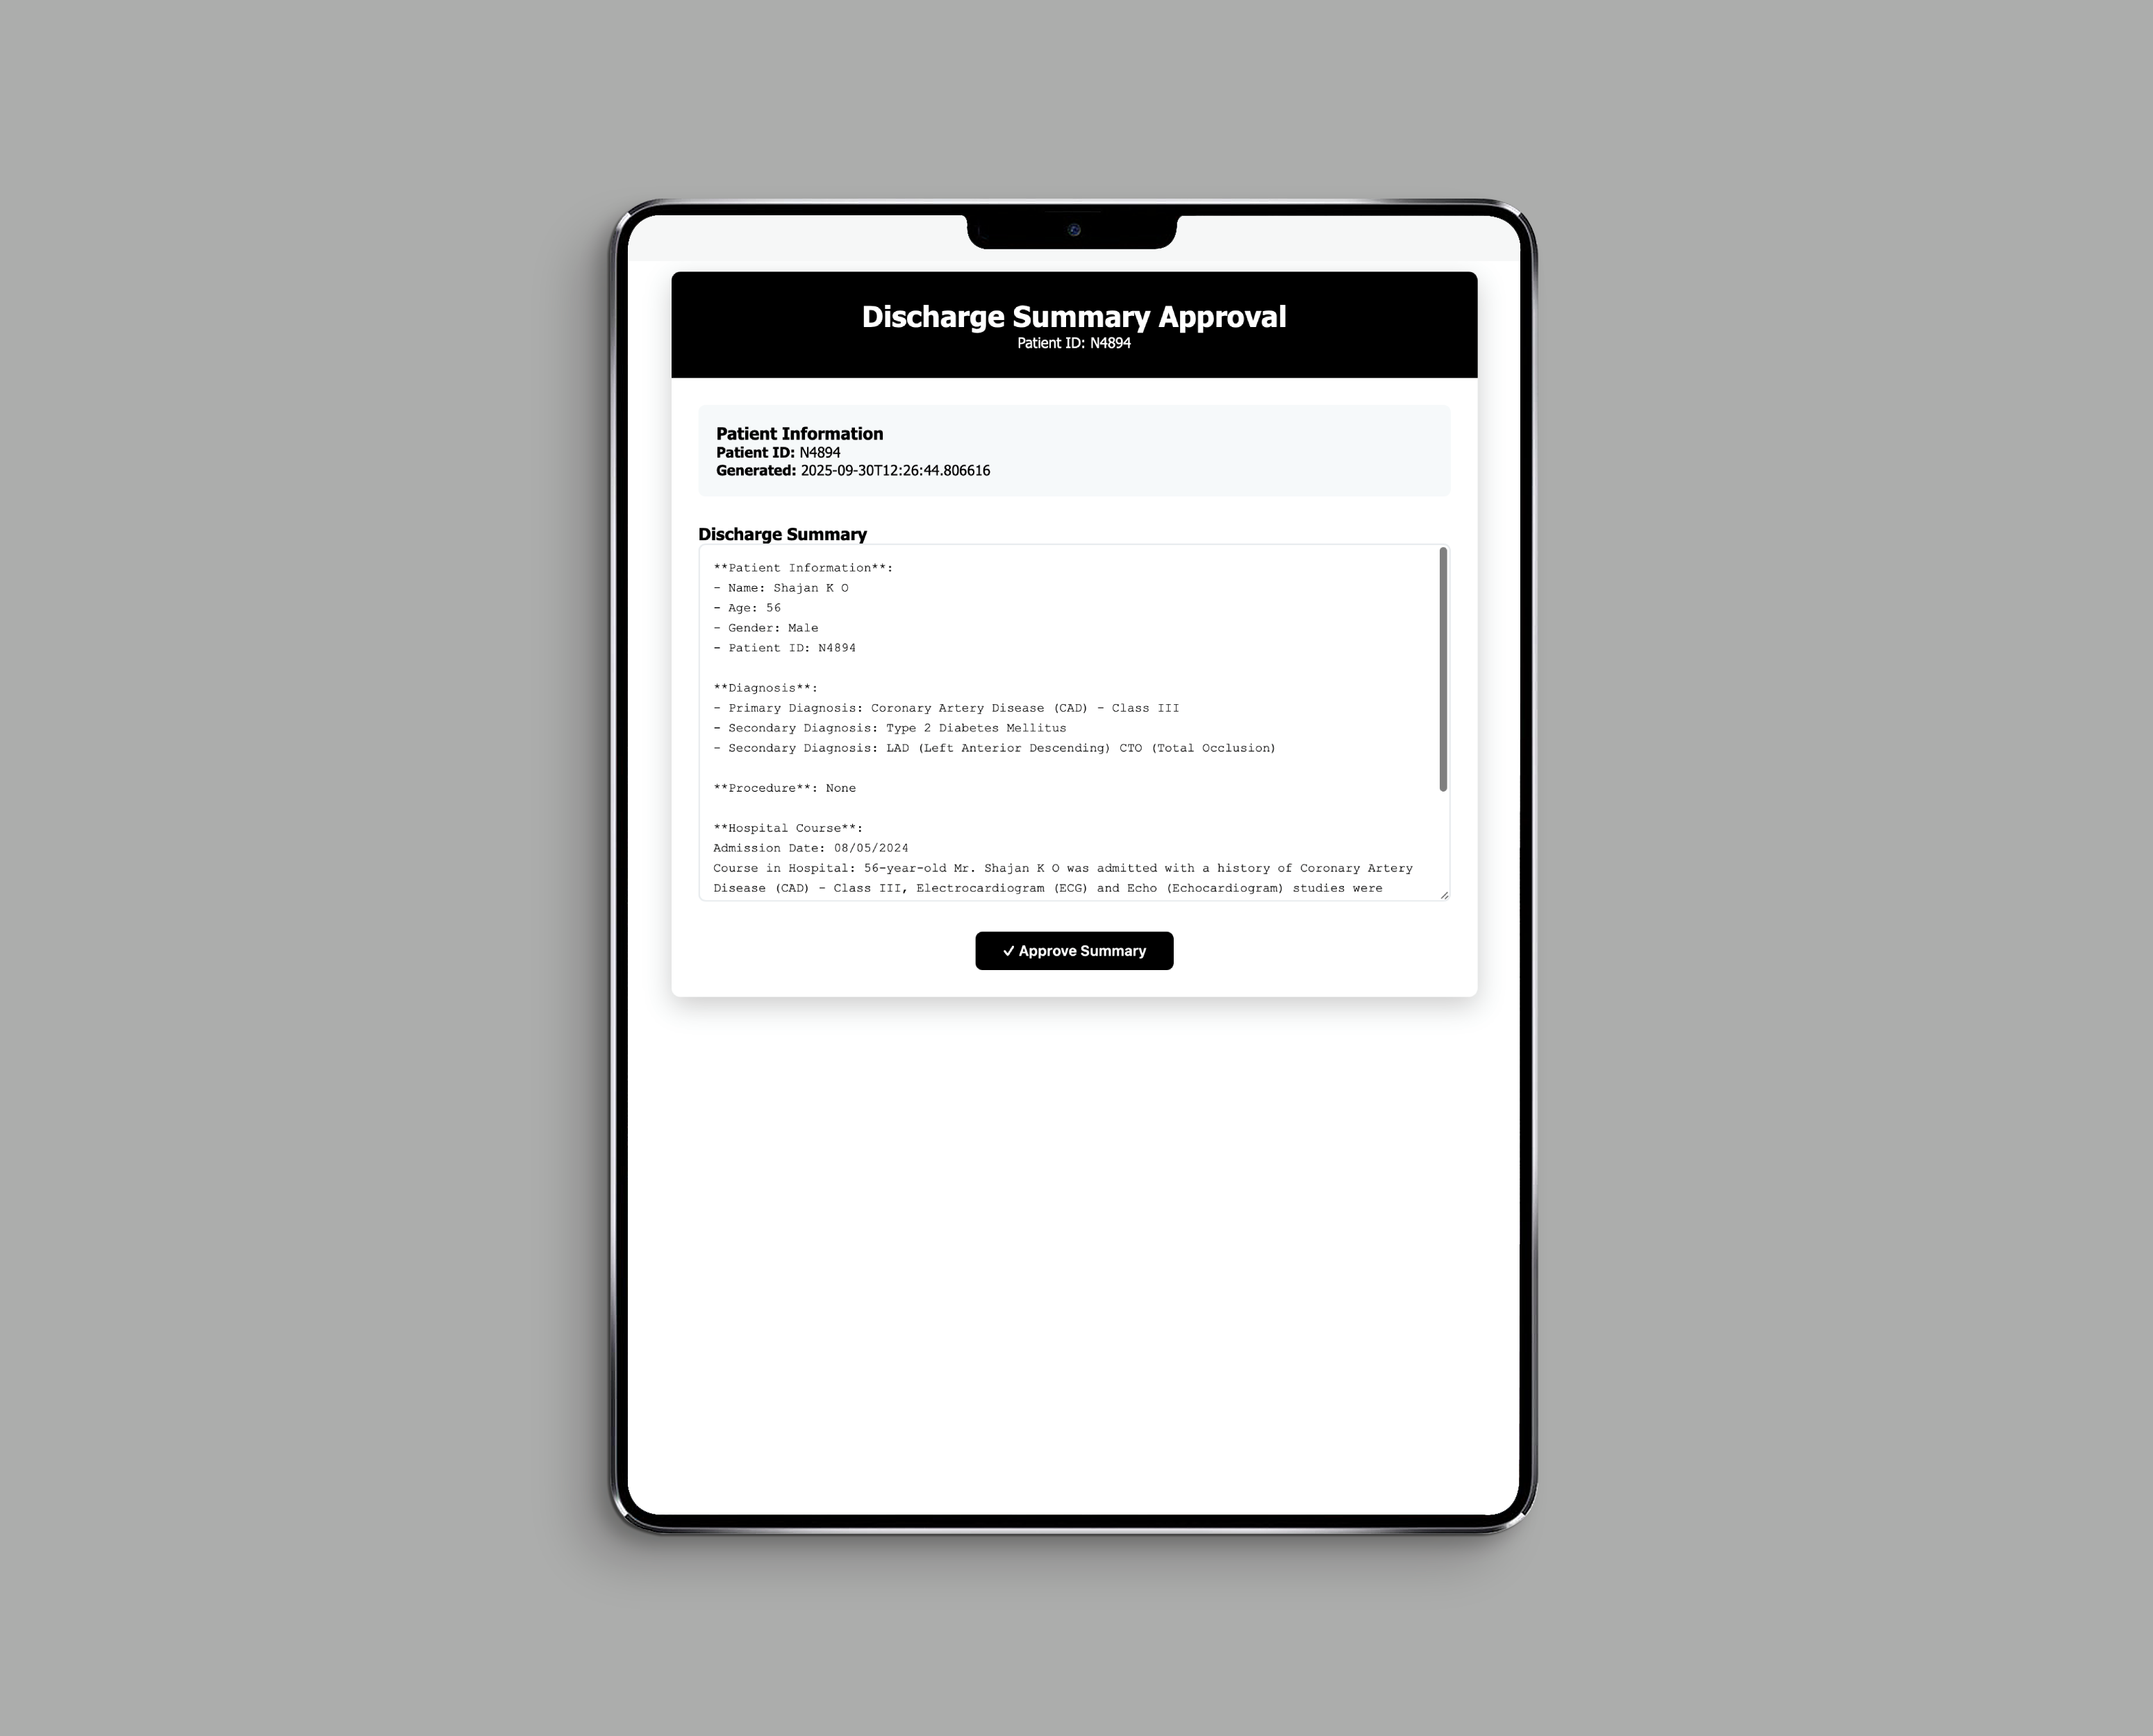 Discharge Summary Approval
Patient ID: N4894
Patient Information
Patient ID: N4894
Generated: 2025-09-30T12:26:44.806616
Discharge Summary
**Patient Information**:
- Name: Shajan K O
- Age: 56
- Gender: Male
- Patient ID: N4894
**Diagnosis**:
- Primary Diagnosis: Coronary Artery Disease (CAD) - Class III
- Secondary Diagnosis: Type 2 Diabetes Mellitus
- Secondary Diagnosis: LAD (Left Anterior Descending) CTO (Total Occlusion)
**Procedure**: None
**Hospital Course**:
Admission Date: 08/05/2024
Course in Hospital: 56-year-old Mr. Shajan K O was admitted with a history of Coronary Artery
Disease (CAD) - Class III, Electrocardiogram (ECG) and Echo (Echocardiogram) studies were
✓ Approve Summary